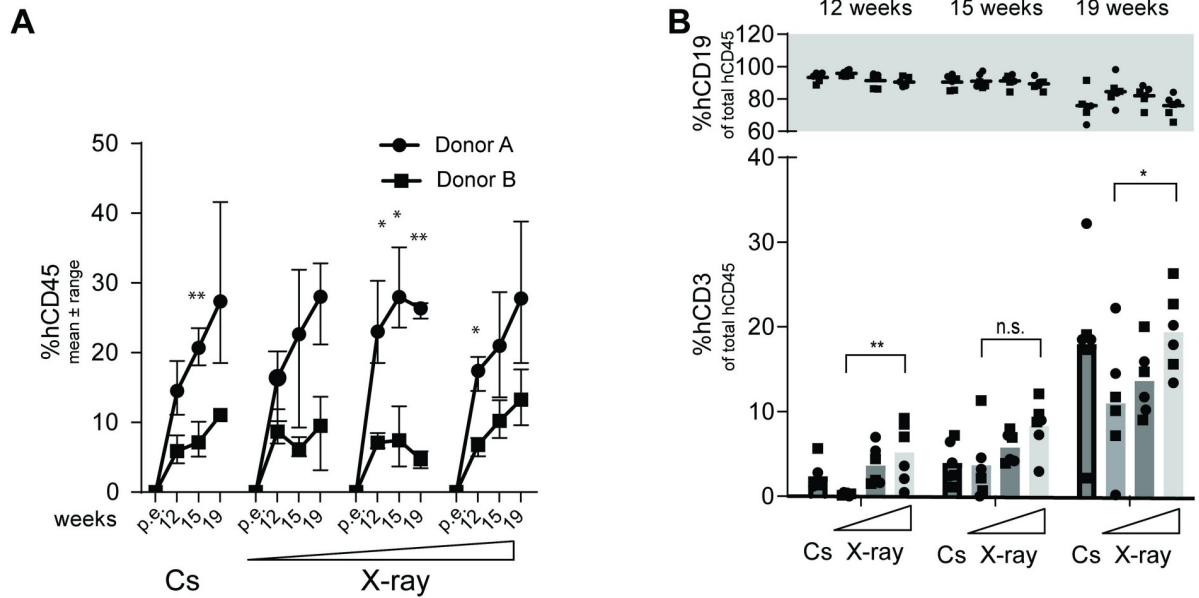 A
%hCD45
mean ± range
50
40
30
20
10
0
Donor A
Donor B
**
* * **
*
weeks
p.e. 12 15 19 p.e. 12 15 19 p.e. 12 15 19 p.e. 12 15 19
Cs X-ray
B
12 weeks 15 weeks 19 weeks
%hCD19
of total hCD45
120
100
80
60
%hCD3
of total hCD45
40
30
20
10
0
** n.s. *
Cs X-ray Cs X-ray Cs X-ray